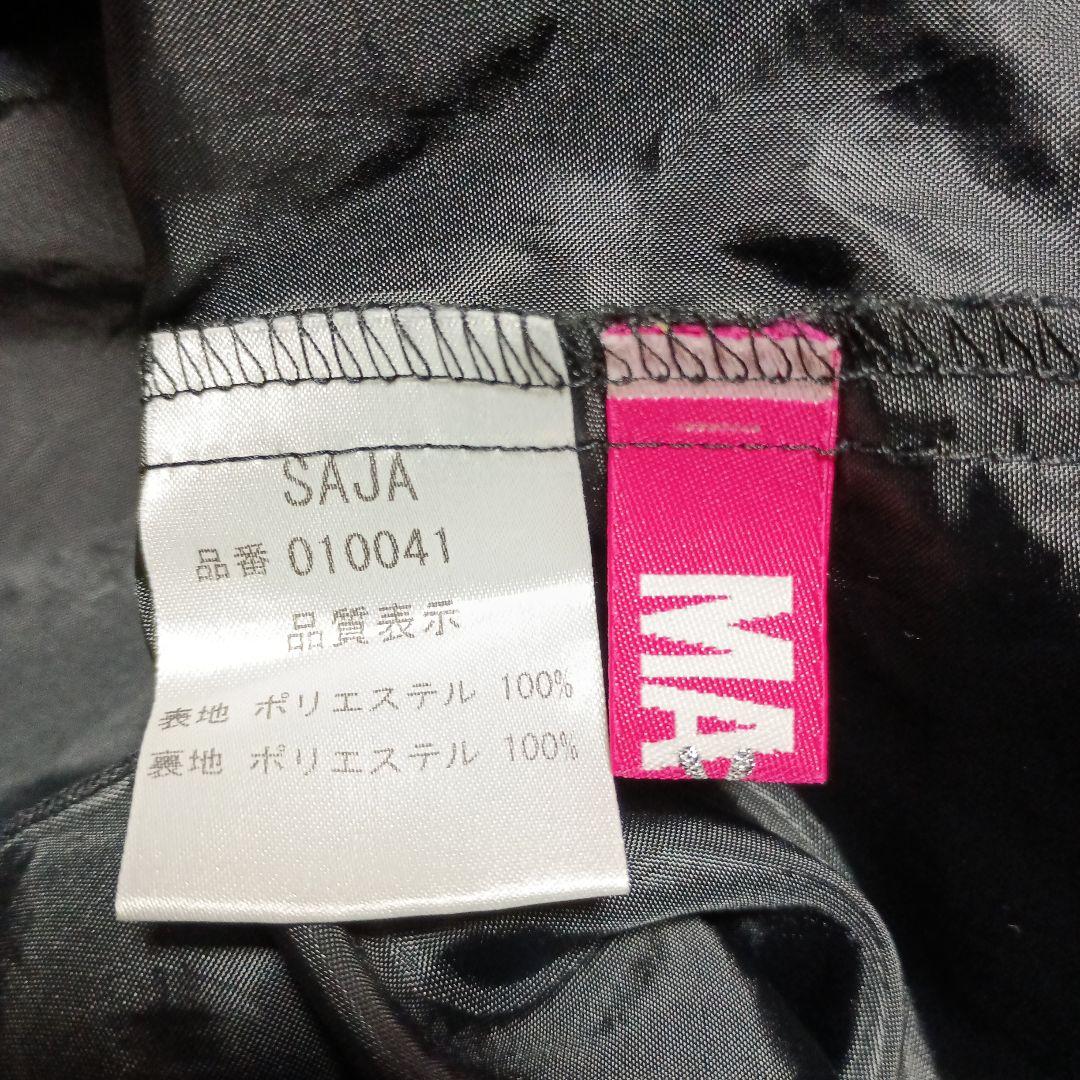 SAJA
品番 010041
品質表示
表地 ポリエステル 100%
裏地 ポリエステル 100%
MA